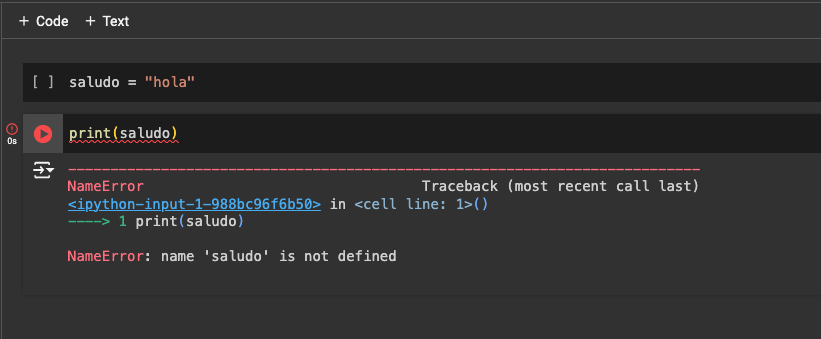 + Code + Text
[ ] saludo = "hola"
print(saludo)
0s
---------------------------------------------------------------------------
NameError Traceback (most recent call last)
<ipython-input-1-988bc96f6b50> in <cell line: 1>()
----> 1 print(saludo)
NameError: name 'saludo' is not defined